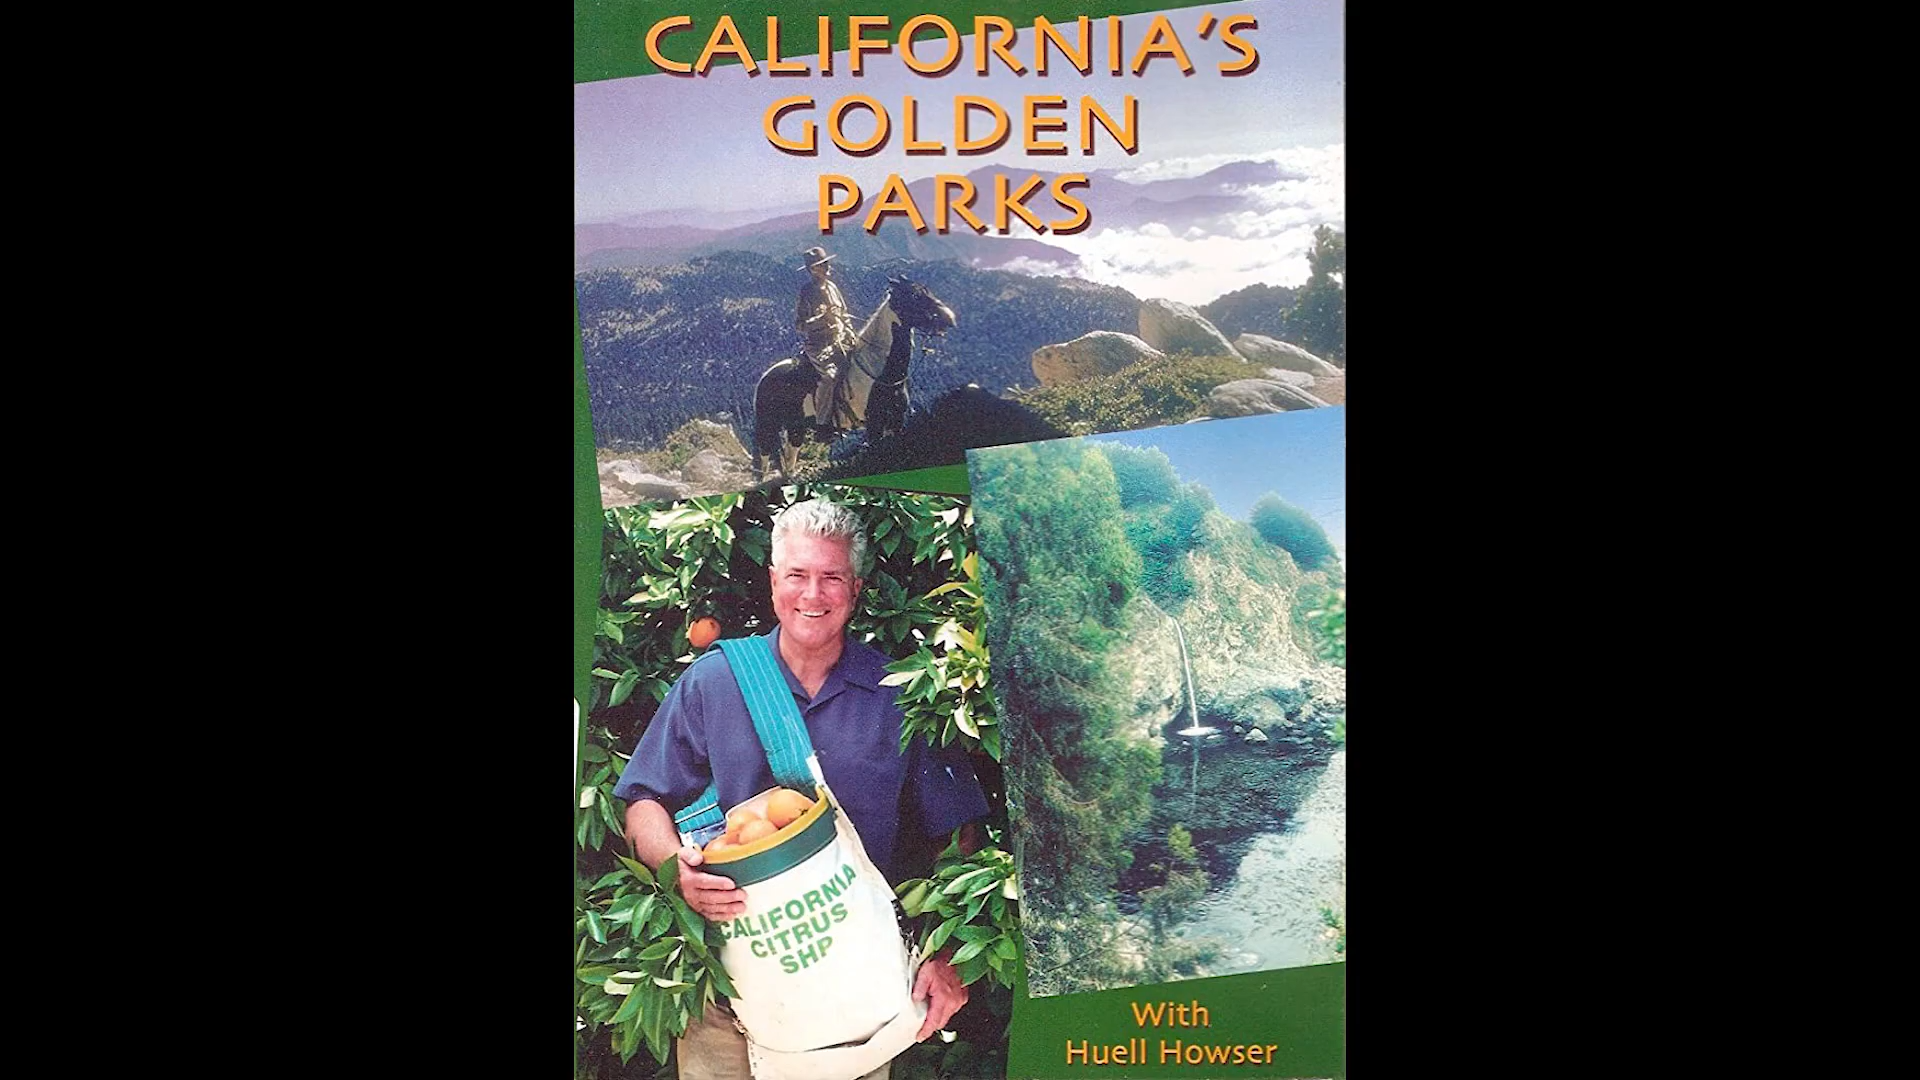 CALIFORNIA'S
GOLDEN
PARKS
CALIFORNIA
CITRUS
SHP
With
Huell Howser